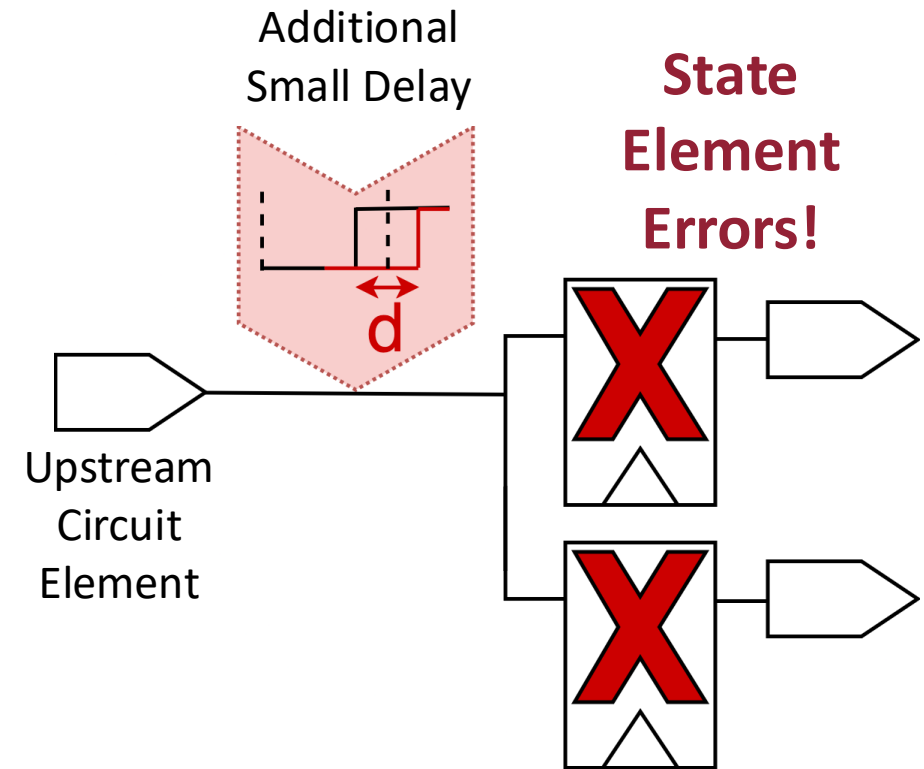 Additional
Small Delay
State
Element
Errors!
d
Upstream
Circuit
Element
X
X